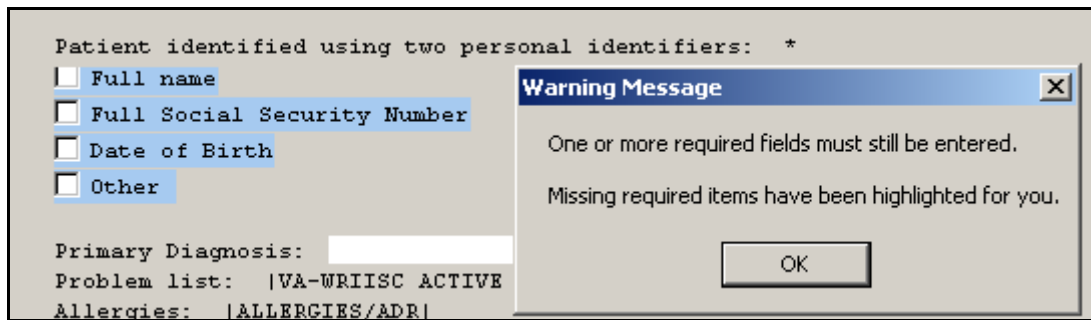 Patient identified using two personal identifiers: *
Full name
Full Social Security Number
Date of Birth
Other
Primary Diagnosis:
Problem list: |VA-WRIISC ACTIVE
Allergies: |ALLERGIES/ADR|
Warning Message
One or more required fields must still be entered.
Missing required items have been highlighted for you.
OK